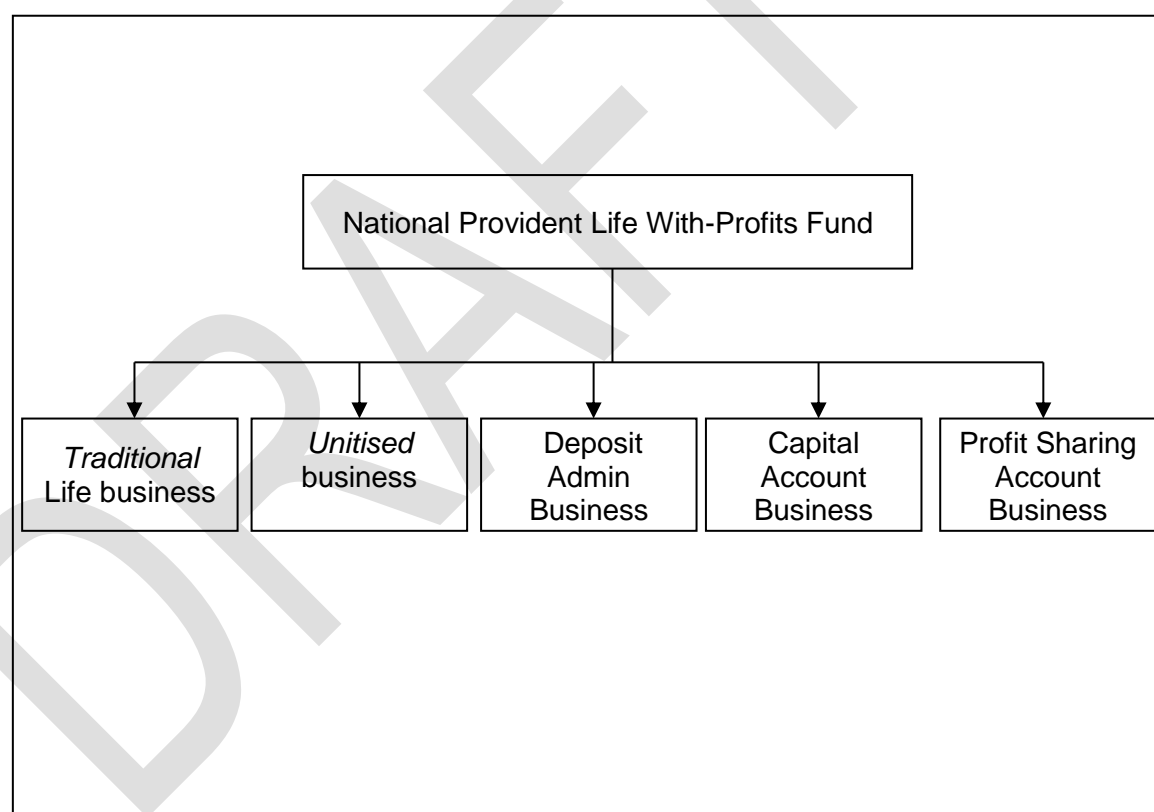 DRAFT
National Provident Life With-Profits Fund
Traditional
Life business
Unitised
business
Deposit
Admin
Business
Capital
Account
Business
Profit Sharing
Account
Business